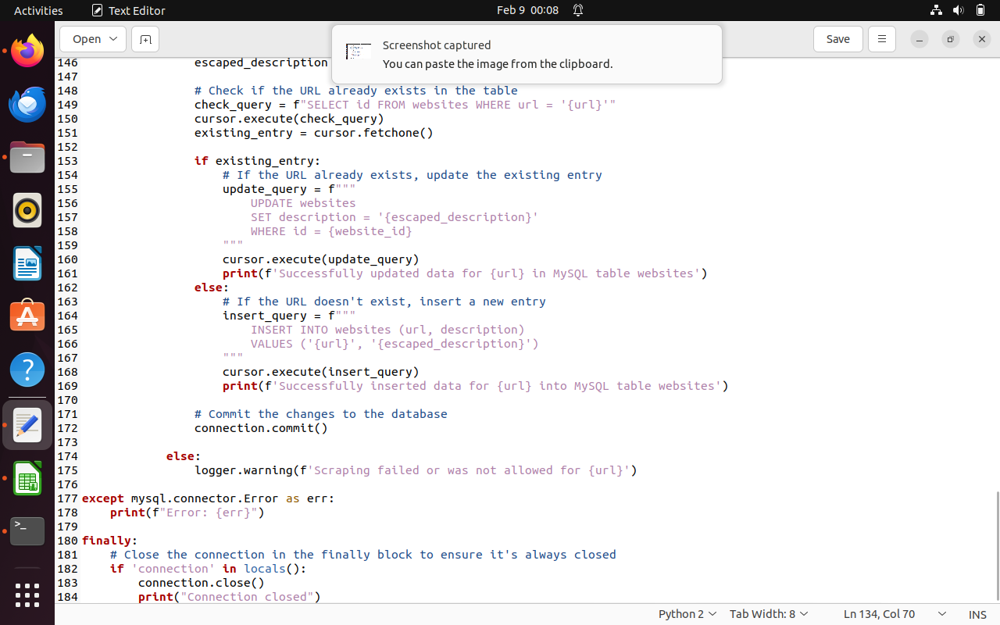 Activities
Text Editor
Feb 9 00:08
Open
Save
Screenshot captured
You can paste the image from the clipboard.
146 escaped_description
147
148 # Check if the URL already exists in the table
149 check_query = f"SELECT id FROM websites WHERE url = '{url}'"
150 cursor.execute(check_query)
151 existing_entry = cursor.fetchone()
152
153 if existing_entry:
154 # If the URL already exists, update the existing entry
155 update_query = f"""
156 UPDATE websites
157 SET description = '{escaped_description}'
158 WHERE id = {website_id}
159 """
160 cursor.execute(update_query)
161 print(f'Successfully updated data for {url} in MySQL table websites')
162 else:
163 # If the URL doesn't exist, insert a new entry
164 insert_query = f"""
165 INSERT INTO websites (url, description)
166 VALUES ('{url}', '{escaped_description}')
167 """
168 cursor.execute(insert_query)
169 print(f'Successfully inserted data for {url} into MySQL table websites')
170
171 # Commit the changes to the database
172 connection.commit()
173
174 else:
175 logger.warning(f'Scraping failed or was not allowed for {url}')
176
177 except mysql.connector.Error as err:
178 print(f"Error: {err}")
179
180 finally:
181 # Close the connection in the finally block to ensure it's always closed
182 if 'connection' in locals():
183 connection.close()
184 print("Connection closed")
Python 2
Tab Width: 8
Ln 134, Col 70
INS